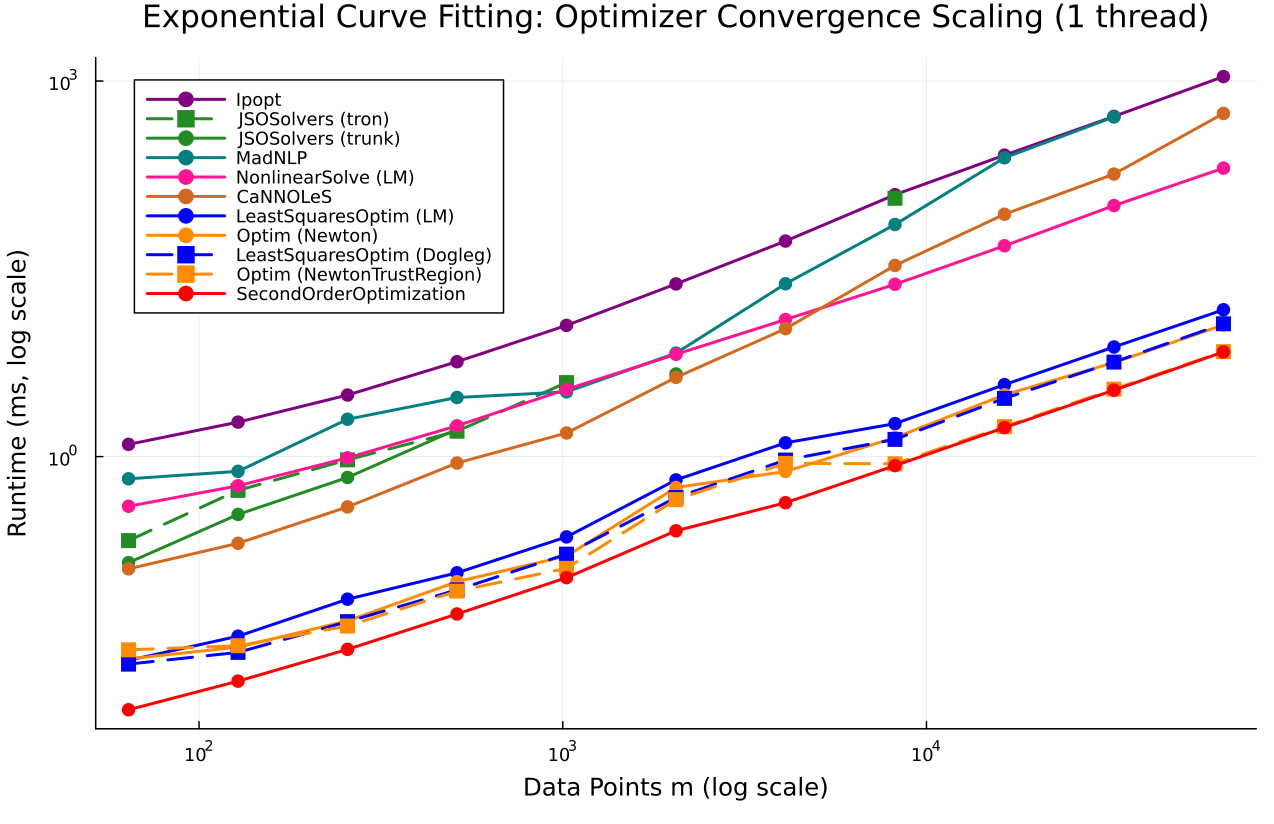 Exponential Curve Fitting: Optimizer Convergence Scaling (1 thread)
10³
Ipopt
JSOSolvers (tron)
JSOSolvers (trunk)
MadNLP
NonlinearSolve (LM)
CaNNOLeS
LeastSquaresOptim (LM)
Optim (Newton)
LeastSquaresOptim (Dogleg)
Optim (NewtonTrustRegion)
SecondOrderOptimization
Runtime (ms, log scale)
10⁰
10² 10³ 10⁴
Data Points m (log scale)